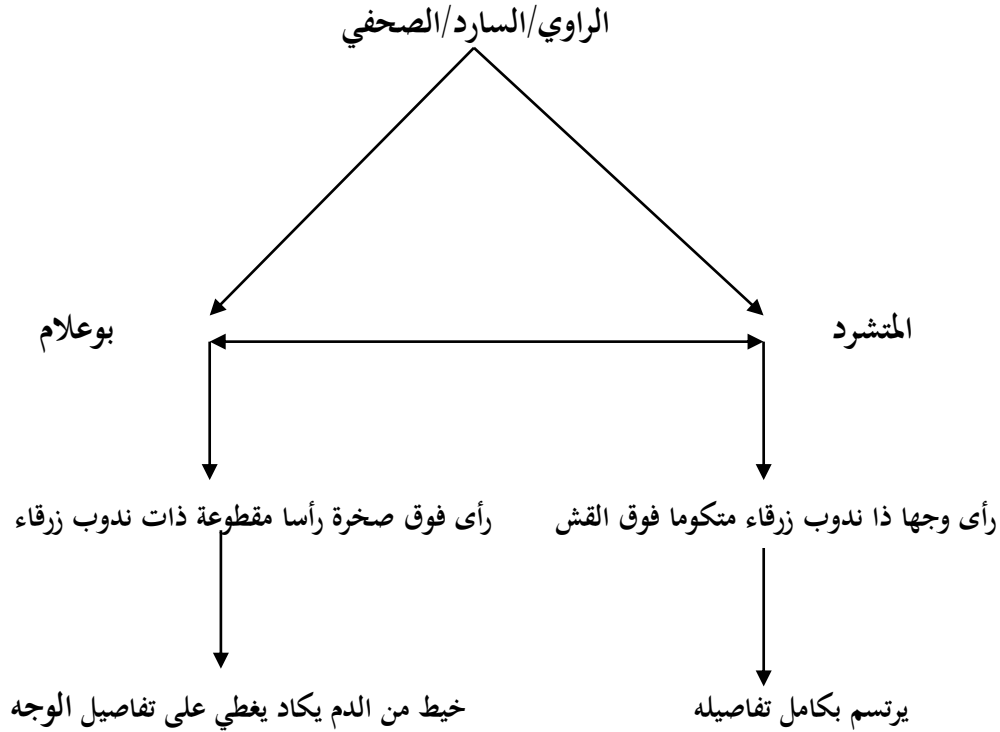 الراوي/السارد/الصحفي
المتشرد
بوعلام
رأى وجها ذا ندوب زرقاء متكوما فوق القش
رأى فوق صخرة رأسا مقطوعة ذات ندوب زرقاء
يرتسم بكامل تفاصيله
خيط من الدم يكاد يغطي على تفاصيل الوجه